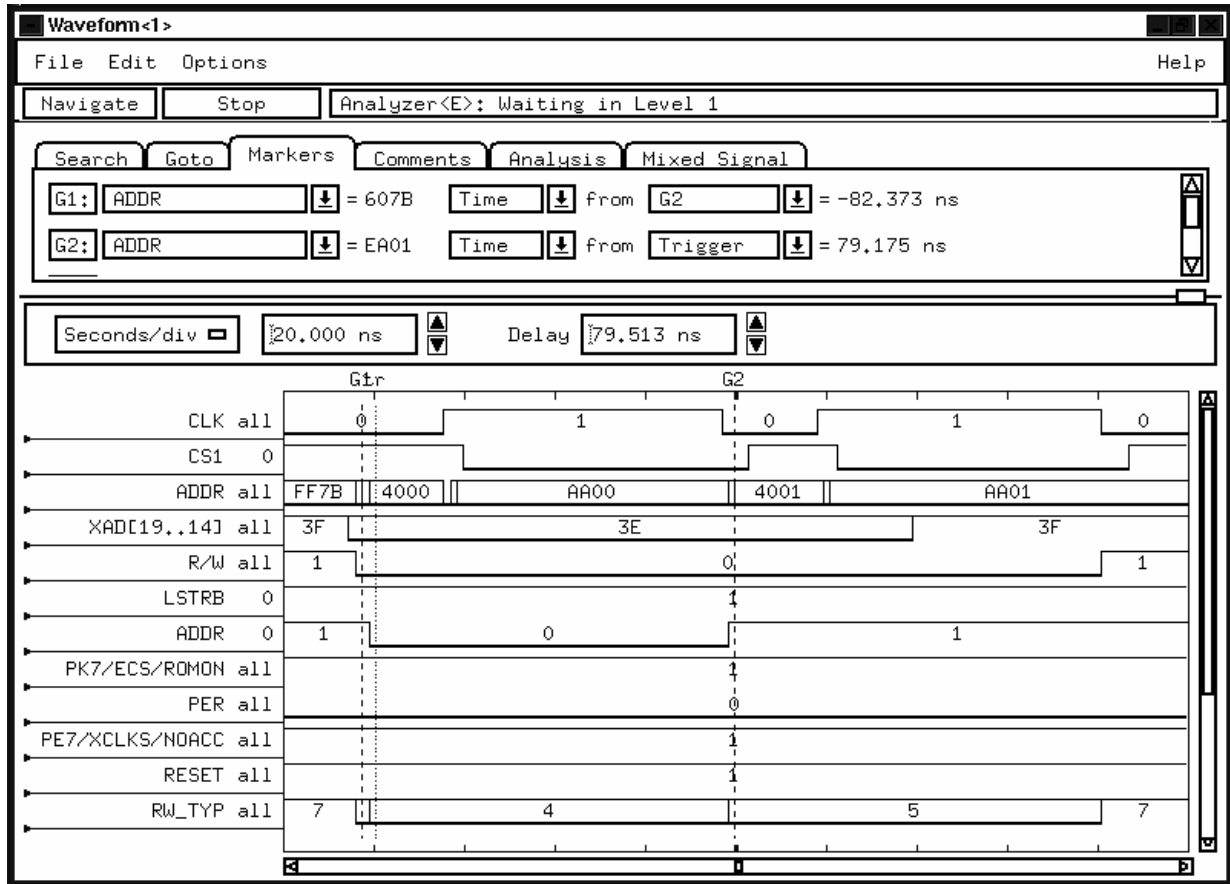 Waveform<1>
File Edit Options Help
Navigate Stop Analyzer<E>: Waiting in Level 1
Search Goto Markers Comments Analysis Mixed Signal
G1: ADDR = 607B Time from G2 = -82.373 ns
G2: ADDR = EA01 Time from Trigger = 79.175 ns
Seconds/div 20.000 ns Delay 79.513 ns
G1r G2
CLK all 0 1 0 1 0
CS1 0
ADDR all FF7B 4000 AA00 4001 AA01
XAD[19..14] all 3F 3E 3F
R/W all 1 0 1
LSTRB 0 1
ADDR 0 1 0 1
PK7/ECS/ROMON all 1
PER all 0
PE7/XCLKS/NOACC all 1
RESET all 1
RW_TYP all 7 4 5 7